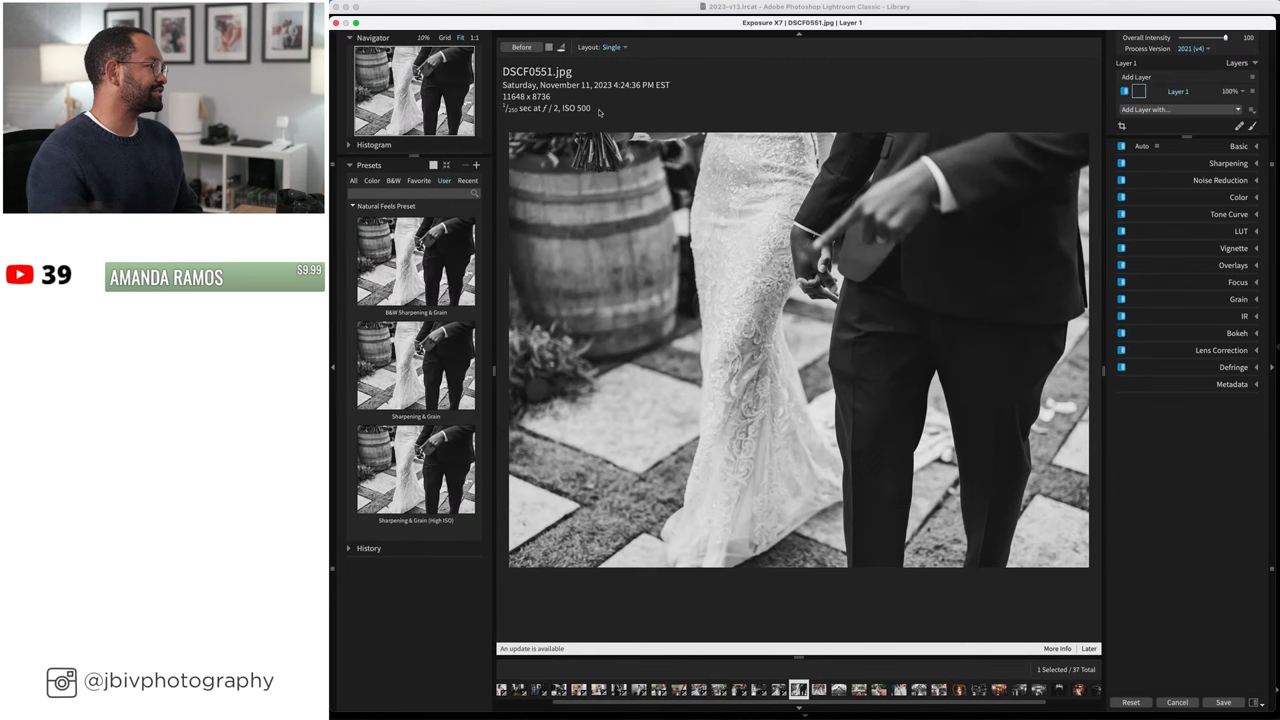 2023-v13.lrcat - Adobe Photoshop Lightroom Classic - Library
Exposure X7 | DSCF0551.jpg | Layer 1
Navigator
10% Grid Fit 1:1
Histogram
Presets
All Color B&W Favorite User Recent
Natural Feels Preset
B&W Sharpening & Grain
Sharpening & Grain
Sharpening & Grain (High ISO)
History
Before
Layout: Single
DSCF0551.jpg
Saturday, November 11, 2023 4:24:36 PM EST
11648 x 8736
1/250 sec at ƒ / 2, ISO 500
An update is available
More Info Later
1 Selected / 37 Total
Overall Intensity 100
Process Version 2021 (v4)
Layer 1 Layers
Add Layer
Layer 1 100%
Add Layer with...
Auto Basic
Sharpening
Noise Reduction
Color
Tone Curve
LUT
Vignette
Overlays
Focus
Grain
IR
Bokeh
Lens Correction
Defringe
Metadata
Reset Cancel Save
39
AMANDA RAMOS $9.99
@jbivphotography